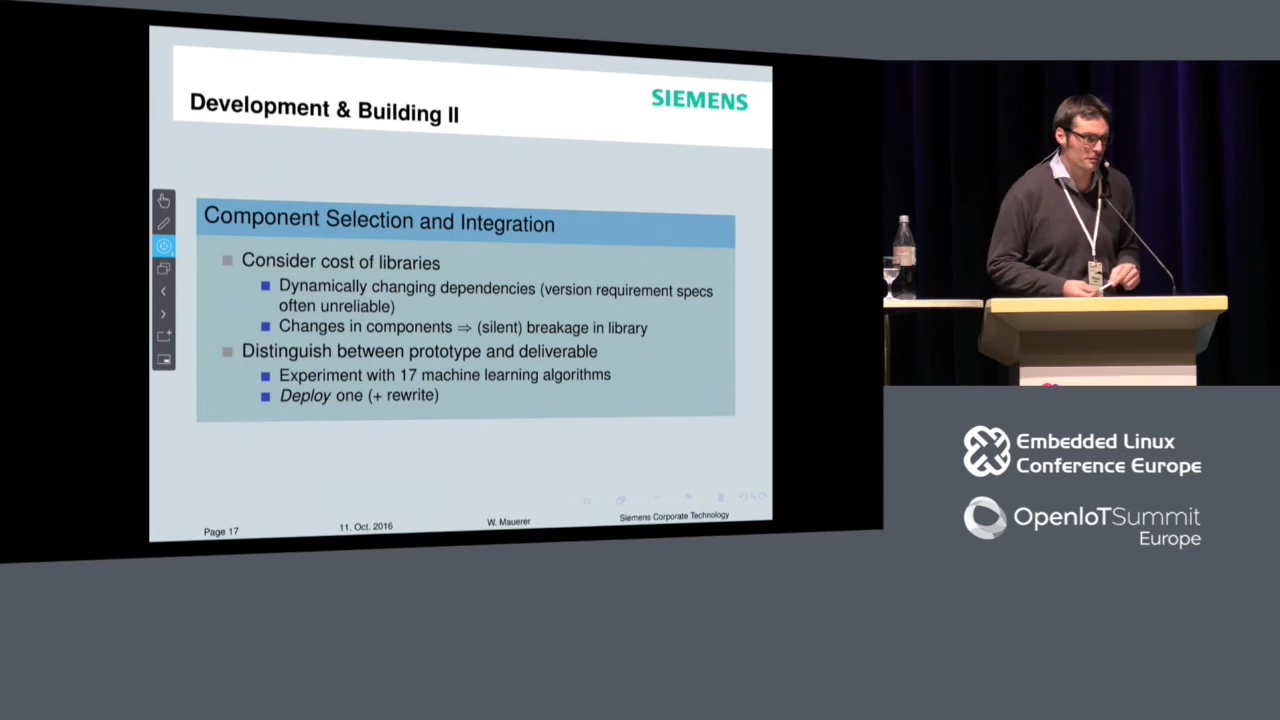 Development & Building II
SIEMENS
Component Selection and Integration
Consider cost of libraries
Dynamically changing dependencies (version requirement specs
often unreliable)
Changes in components ⇒ (silent) breakage in library
Distinguish between prototype and deliverable
Experiment with 17 machine learning algorithms
Deploy one (+ rewrite)
Page 17
11. Oct. 2016
W. Mauerer
Siemens Corporate Technology
Embedded Linux
Conference Europe
OpenIoTSummit
Europe